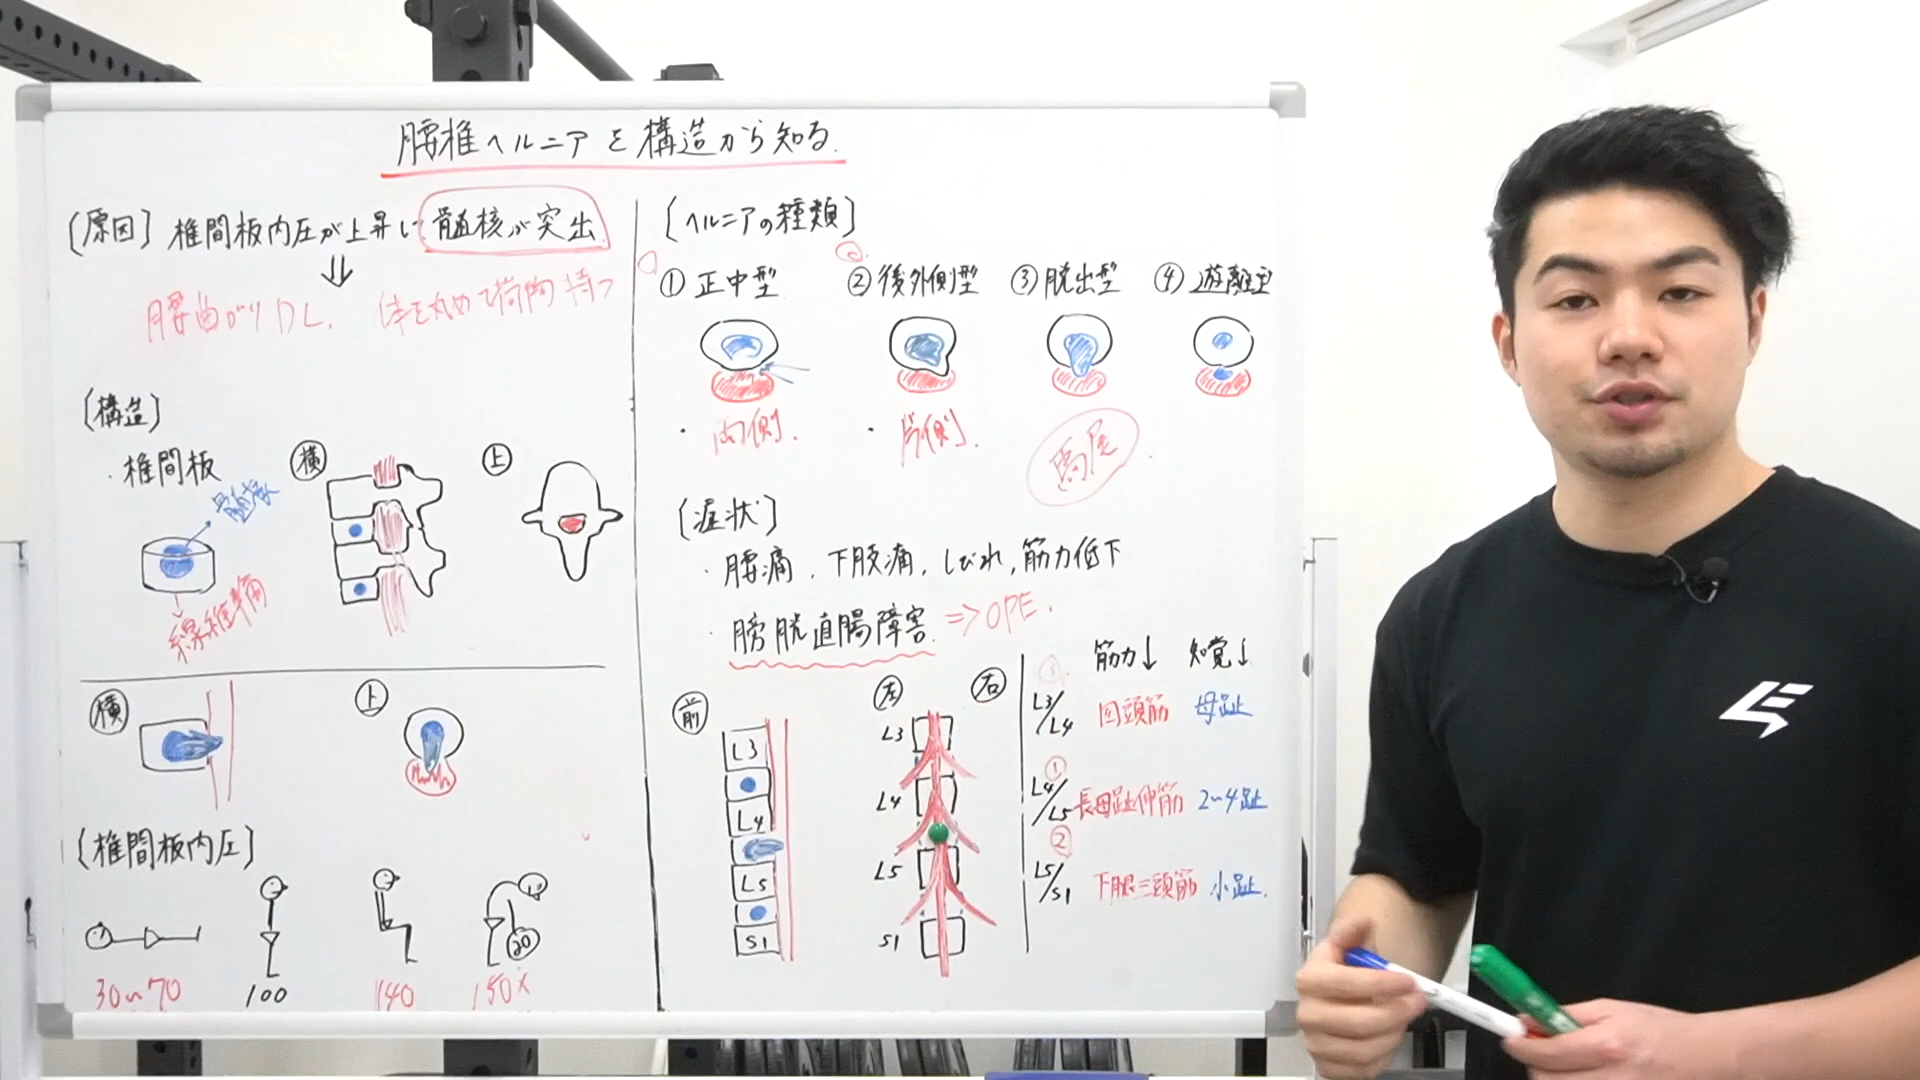 腰椎ヘルニアを構造から知る.
〔原因〕椎間板内圧が上昇し 髄核が突出
⇓
腰曲がりDL. 体を丸めて荷物持つ
〔構造〕
・椎間板
髄核
線維輪
横
上
横
上
〔椎間板内圧〕
30~70
100
140
20
150
〔ヘルニアの種類〕
① 正中型
② 後外側型
③ 脱出型
④ 遊離型
・両側.
・片側.
馬尾
〔症状〕
・腰痛, 下肢痛, しびれ, 筋力低下
・膀胱直腸障害. ⇒OPE.
前
L3
L4
L5
S1
左
右
L3
L4
L5
S1
筋力↓ 知覚↓
③
L3/L4 四頭筋 母趾
①
L4/L5 長母趾伸筋 2~4趾
②
L5/S1 下腿三頭筋 小趾.